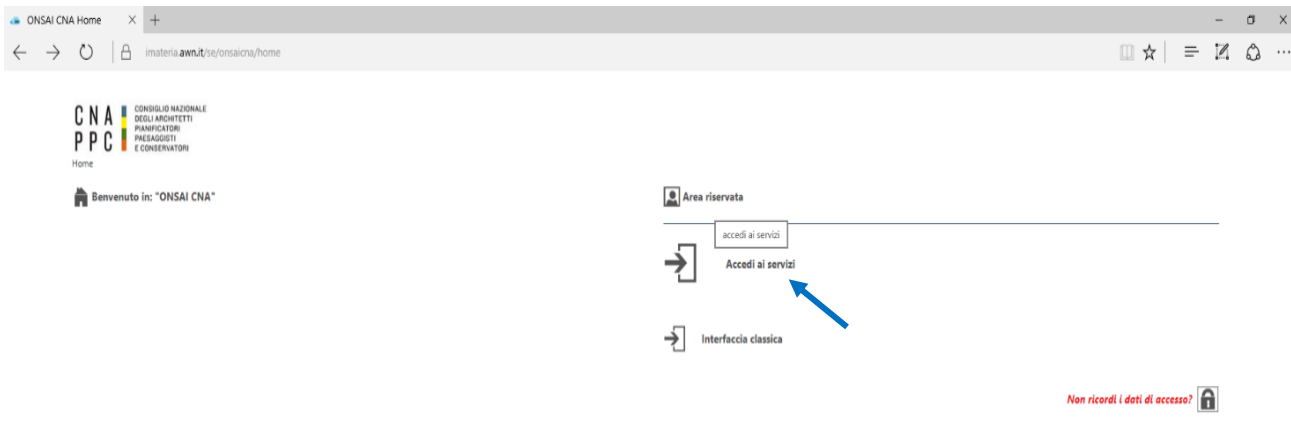 ONSAI CNA Home
imateria.awn.it/se/onsaicna/home
CNA
PPC
CONSIGLIO NAZIONALE
DEGLI ARCHITETTI
PIANIFICATORI
PAESAGGISTI
E CONSERVATORI
Home
Benvenuto in: "ONSAI CNA"
Area riservata
accedi ai servizi
Accedi ai servizi
Interfaccia classica
Non ricordi i dati di accesso?